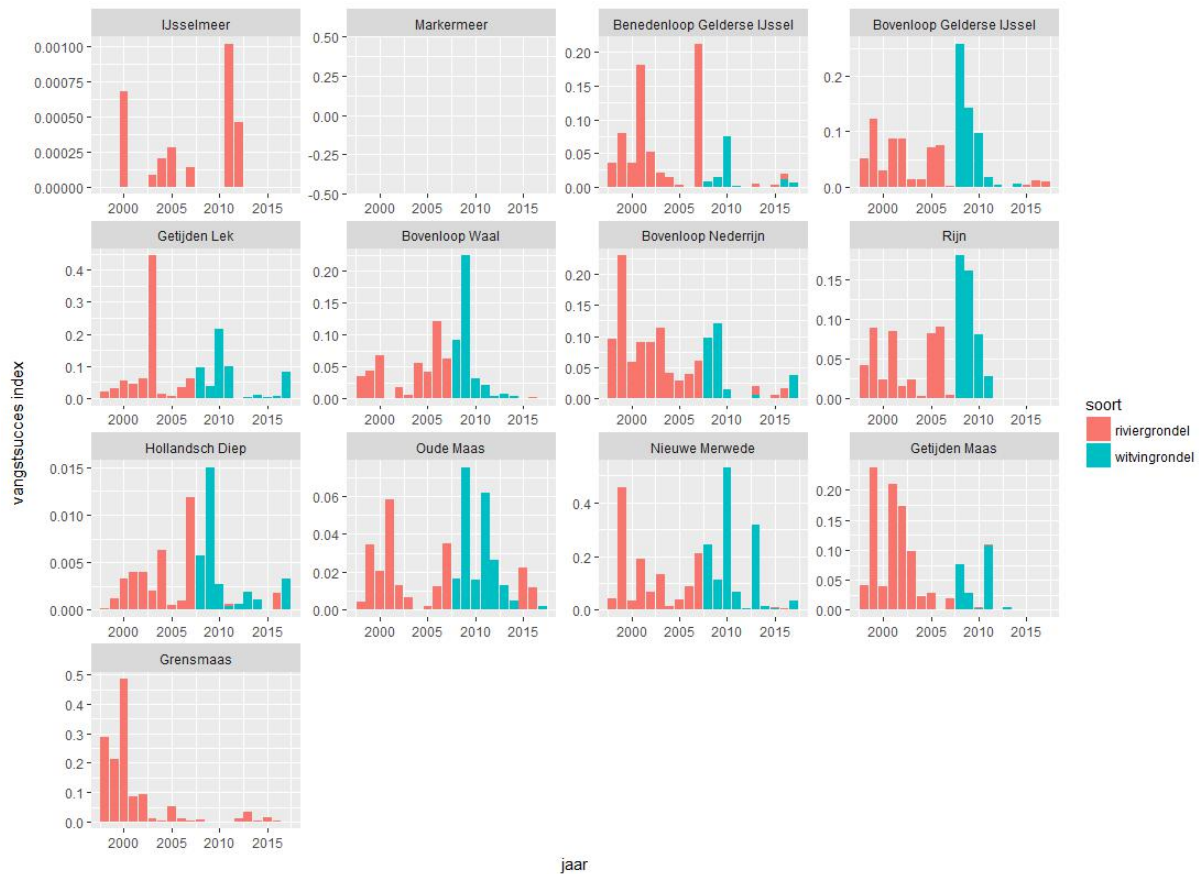 IJsselmeer
Markermeer
Benedenloop Gelderse IJssel
Bovenloop Gelderse IJssel
0.00100
0.00075
0.00050
0.00025
0.00000
2000 2005 2010 2015
0.50
0.25
0.00
-0.25
-0.50
2000 2005 2010 2015
0.20
0.15
0.10
0.05
0.00
2000 2005 2010 2015
0.2
0.1
0.0
2000 2005 2010 2015
Getijden Lek
Bovenloop Waal
Bovenloop Nederrijn
Rijn
0.4
0.3
0.2
0.1
0.0
2000 2005 2010 2015
0.20
0.15
0.10
0.05
0.00
2000 2005 2010 2015
0.20
0.15
0.10
0.05
0.00
2000 2005 2010 2015
0.15
0.10
0.05
0.00
2000 2005 2010 2015
Hollandsch Diep
Oude Maas
Nieuwe Merwede
Getijden Maas
0.015
0.010
0.005
0.000
2000 2005 2010 2015
0.06
0.04
0.02
0.00
2000 2005 2010 2015
0.4
0.2
0.0
2000 2005 2010 2015
0.20
0.15
0.10
0.05
0.00
2000 2005 2010 2015
Grensmaas
0.5
0.4
0.3
0.2
0.1
0.0
2000 2005 2010 2015
vangstsucces index
jaar
soort
riviergrondel
witvingrondel